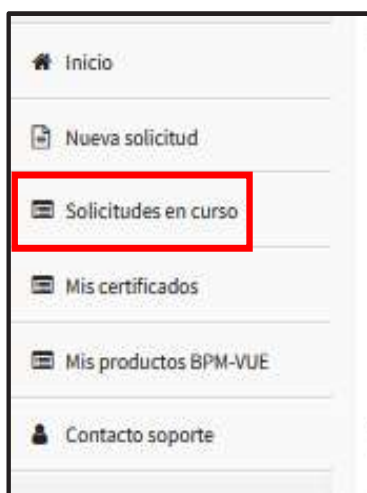 Inicio
Nueva solicitud
Solicitudes en curso
Mis certificados
Mis productos BPM-VUE
Contacto soporte